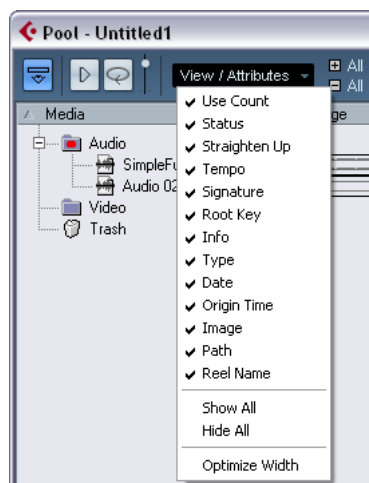 Pool - Untitled1
View / Attributes
All
All
Media
Use Count
Status
Straighten Up
Tempo
Signature
Root Key
Info
Type
Date
Origin Time
Image
Path
Reel Name
Show All
Hide All
Optimize Width
Audio
SimpleFu
Audio 02
Video
Trash